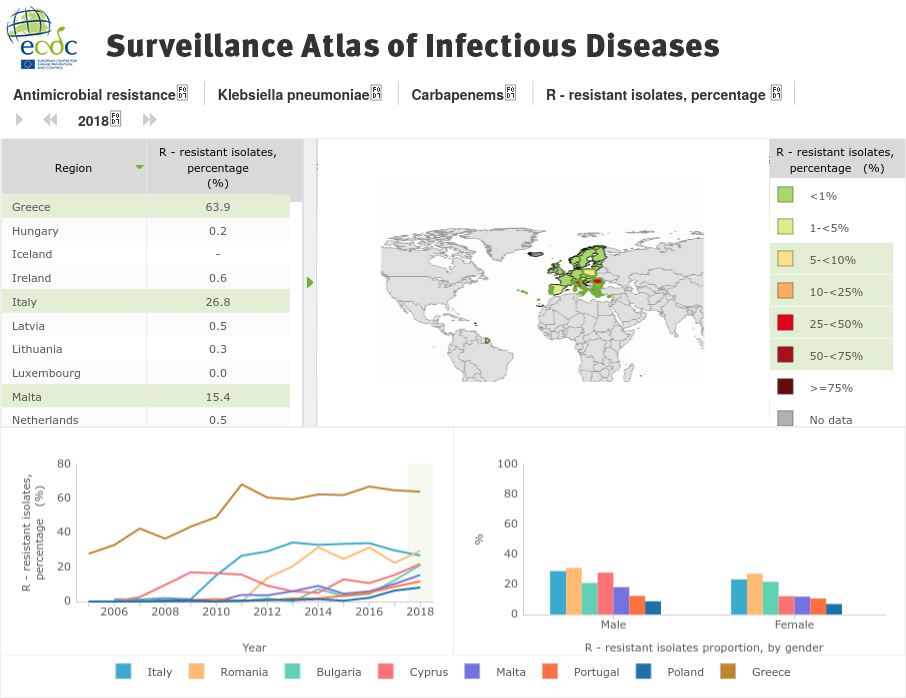 ecdc
EUROPEAN CENTRE FOR
DISEASE PREVENTION
AND CONTROL
Surveillance Atlas of Infectious Diseases
Antimicrobial resistance
Klebsiella pneumoniae
Carbapenems
R - resistant isolates, percentage
2018
Region
R - resistant isolates,
percentage
(%)
Greece 63.9
Hungary 0.2
Iceland -
Ireland 0.6
Italy 26.8
Latvia 0.5
Lithuania 0.3
Luxembourg 0.0
Malta 15.4
Netherlands 0.5
R - resistant isolates,
percentage (%)
<1%
1-<5%
5-<10%
10-<25%
25-<50%
50-<75%
>=75%
No data
R - resistant isolates,
percentage (%)
80
60
40
20
0
2006 2008 2010 2012 2014 2016 2018
Year
%
100
80
60
40
20
0
Male Female
R - resistant isolates proportion, by gender
Italy Romania Bulgaria Cyprus Malta Portugal Poland Greece